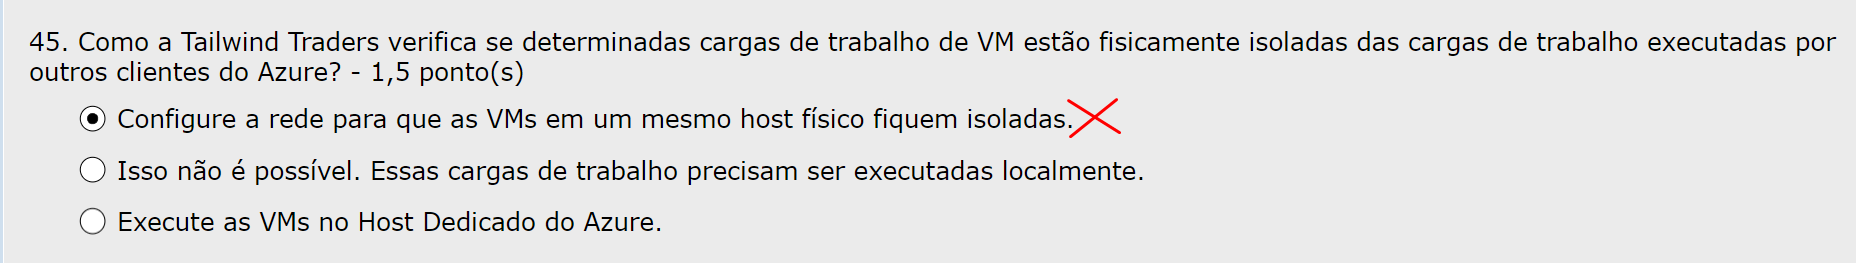 45. Como a Tailwind Traders verifica se determinadas cargas de trabalho de VM estão fisicamente isoladas das cargas de trabalho executadas por
outros clientes do Azure? - 1,5 ponto(s)
Configure a rede para que as VMs em um mesmo host físico fiquem isoladas.
Isso não é possível. Essas cargas de trabalho precisam ser executadas localmente.
Execute as VMs no Host Dedicado do Azure.